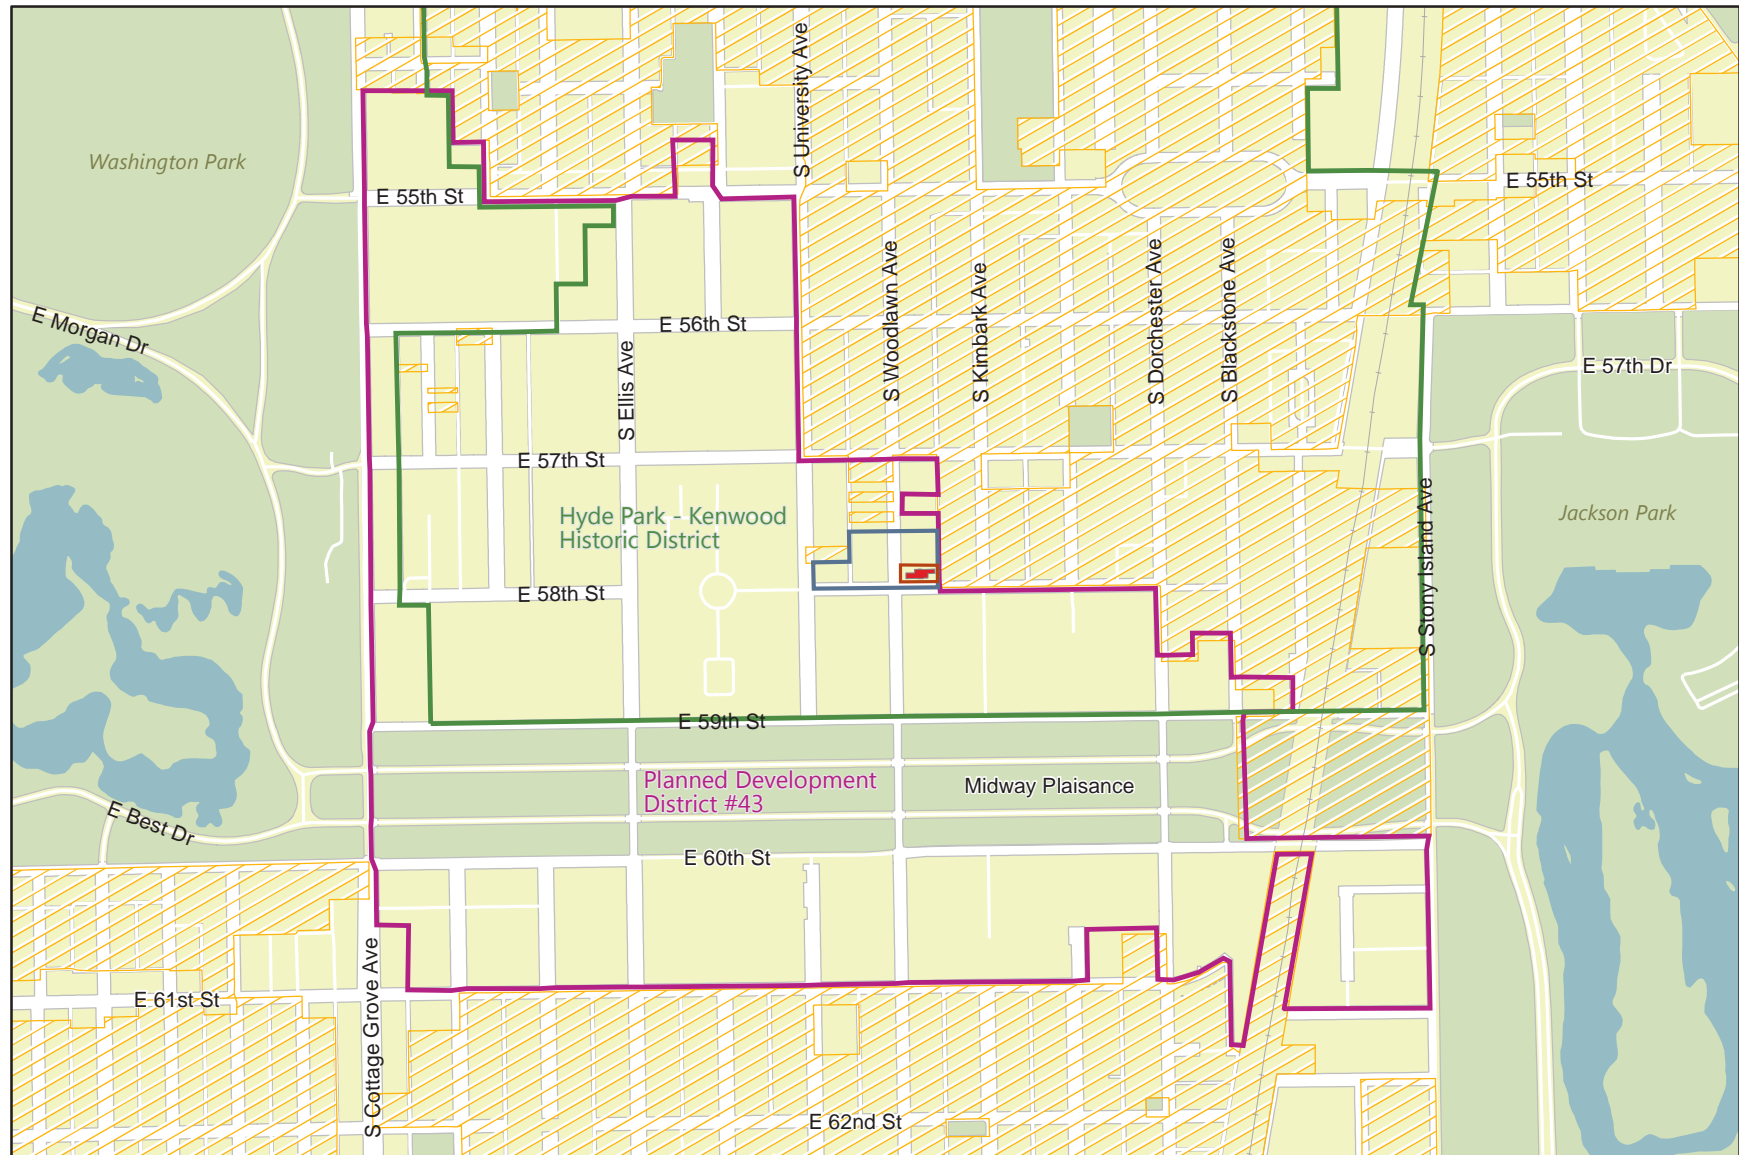 S University Ave
Washington Park
E 55th St
E 55th St
E Morgan Dr
E 56th St
S Ellis Ave
S Woodlawn Ave
S Kimbark Ave
S Dorchester Ave
S Blackstone Ave
E 57th Dr
E 57th St
Hyde Park - Kenwood
Historic District
Jackson Park
S Stony Island Ave
E 58th St
E 59th St
Planned Development
District #43
Midway Plaisance
E Best Dr
E 60th St
E 61st St
S Cottage Grove Ave
E 62nd St